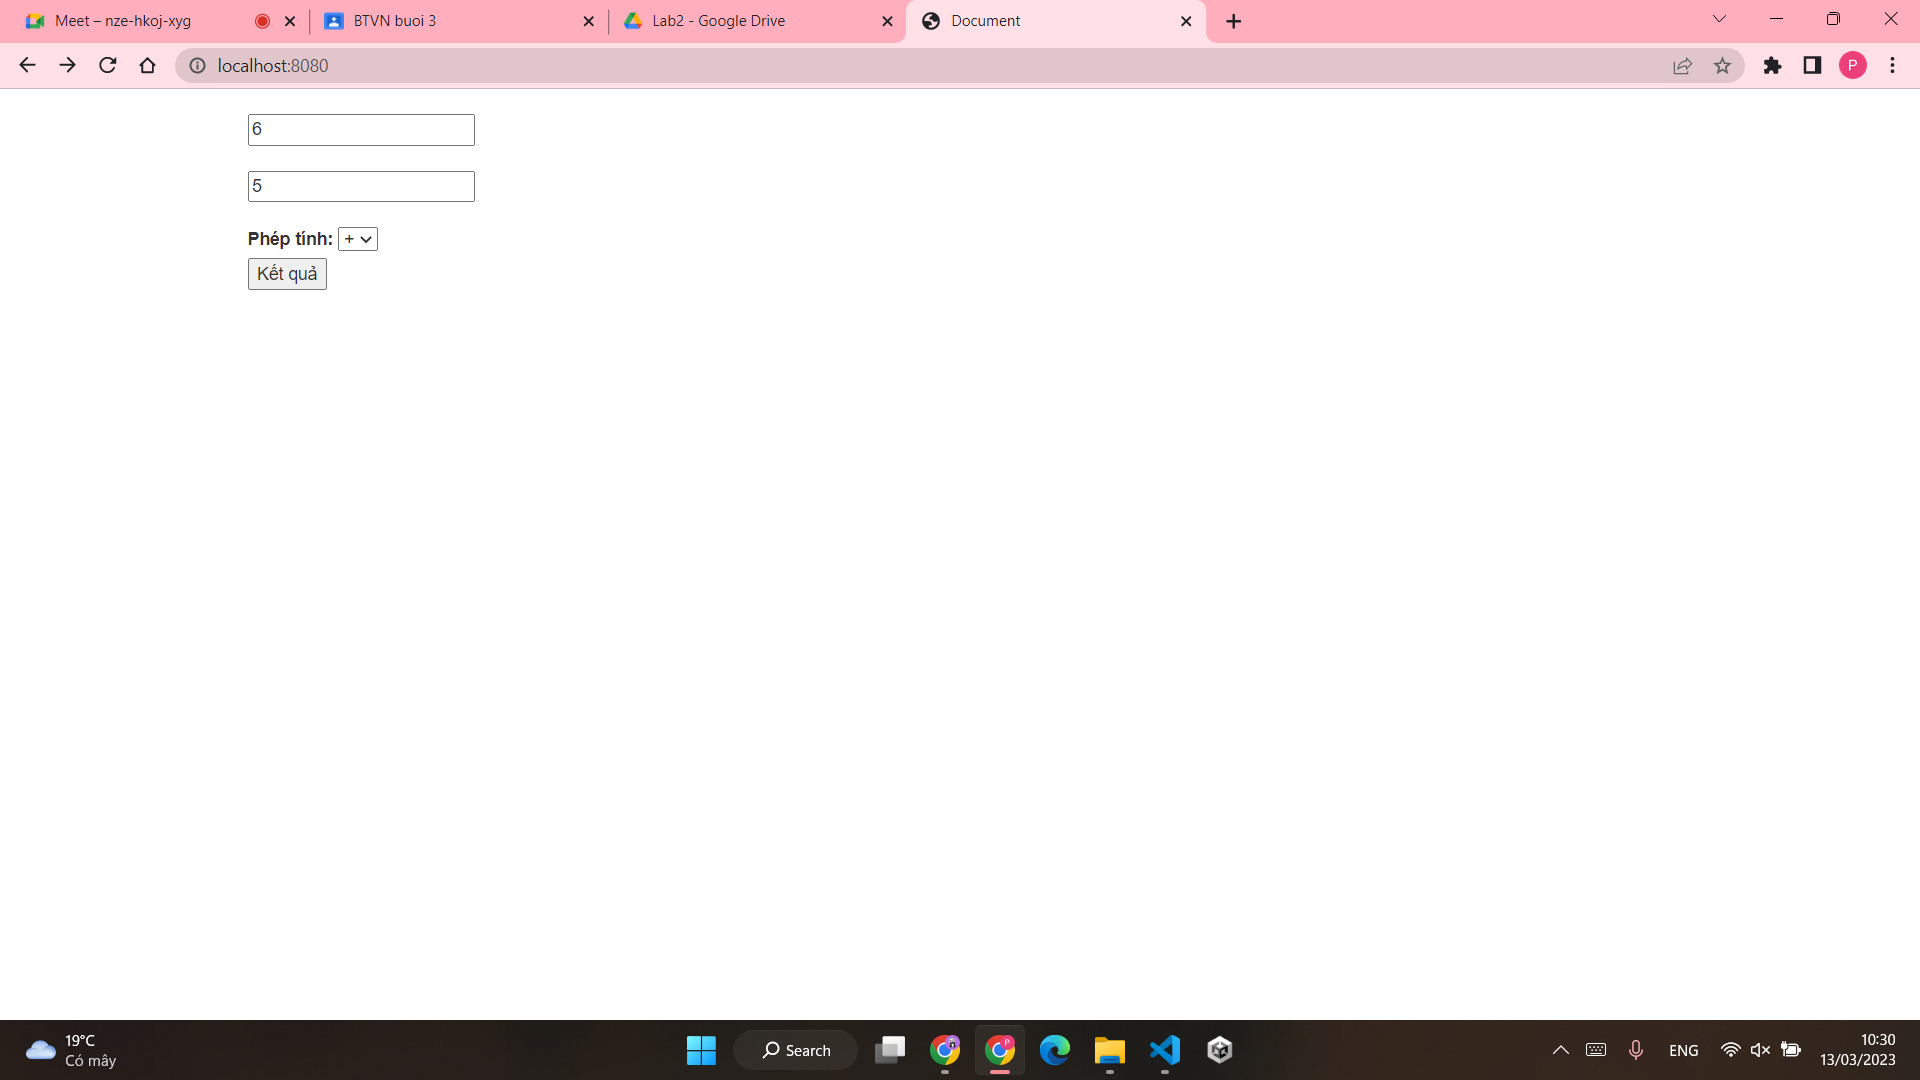 Meet – nze-hkoj-xyg
BTVN buoi 3
Lab2 - Google Drive
Document
localhost:8080
P
6
5
Phép tính: +
Kết quả
19°C
Có mây
Search
P
ENG
10:30
13/03/2023